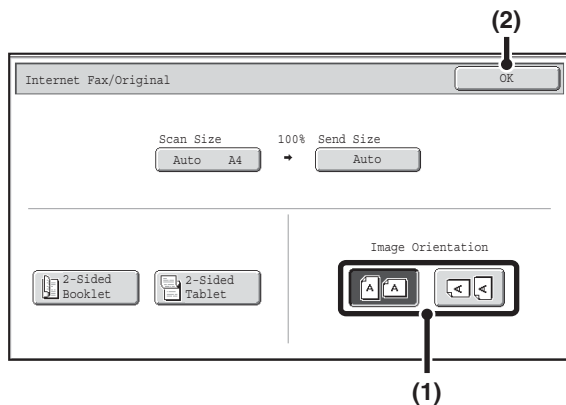 (2)
Internet Fax/Original
OK
Scan Size 100% Send Size
Auto A4 → Auto
Image Orientation
2-Sided
Booklet
2-Sided
Tablet
A A A A
(1)